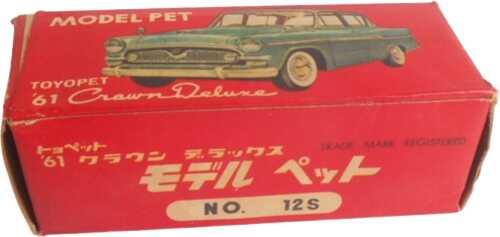 MODEL PET
TOYOPET
'61 Crown Deluxe
トヨペット
'61 クラウン デラックス
TRADE MARK REGISTERED
モデル ペット
NO. 12S